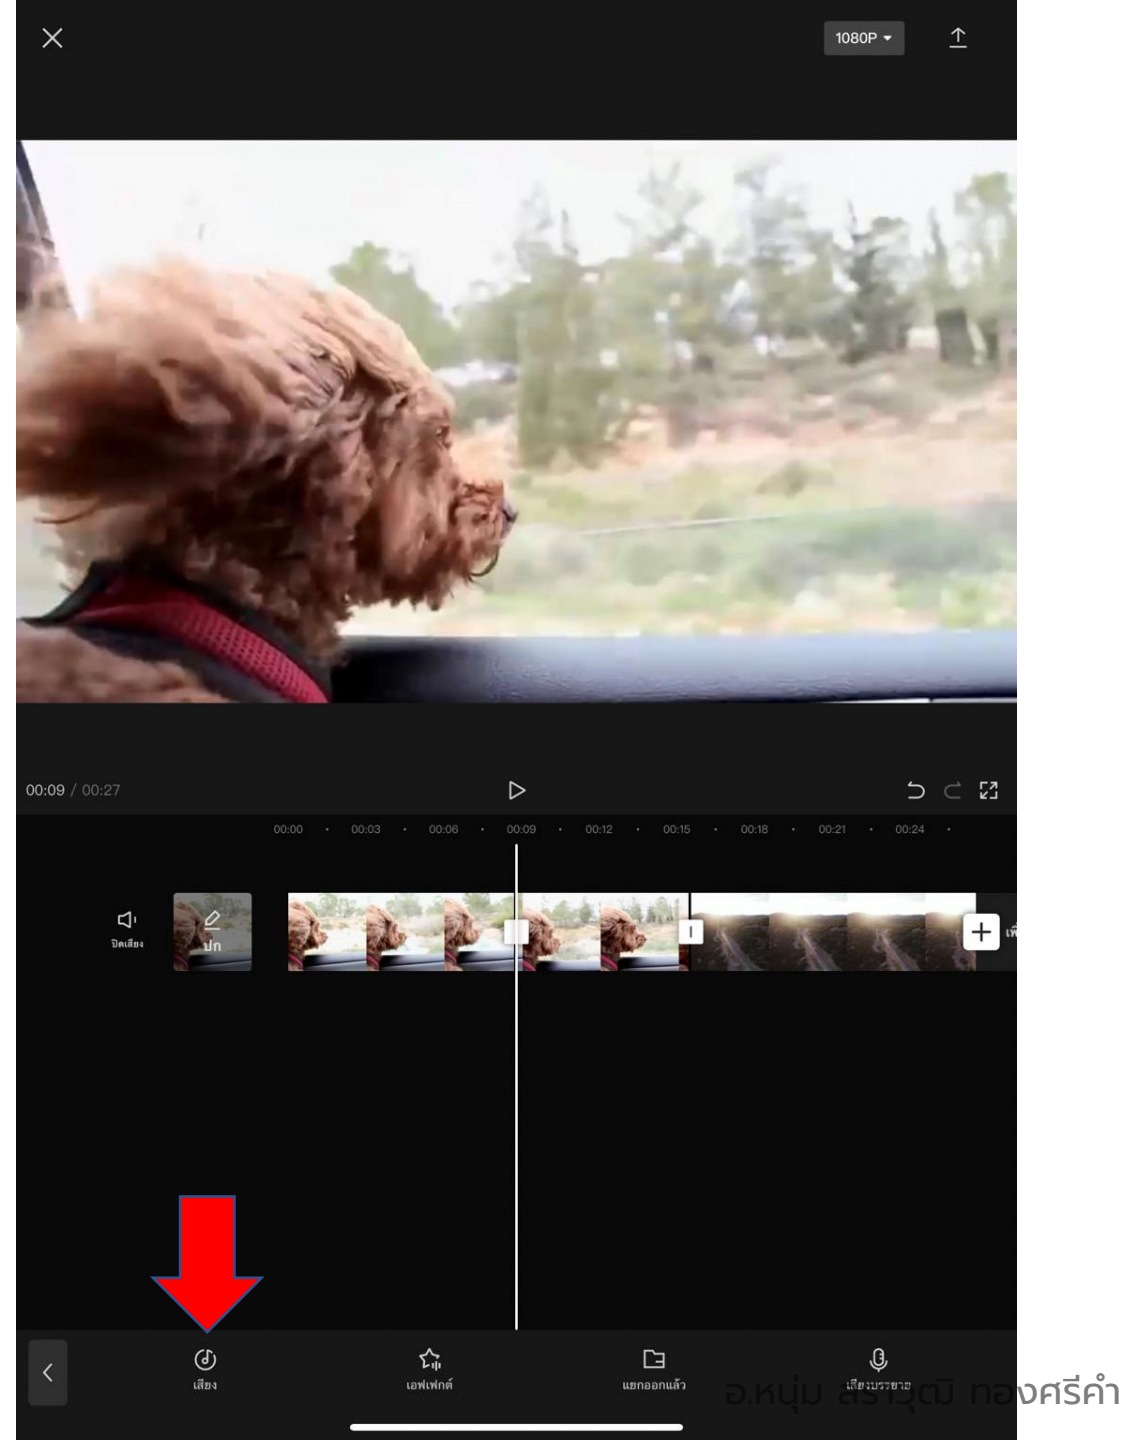 1080P
00:09 / 00:27
00:00 00:03 00:06 00:09 00:12 00:15 00:18 00:21 00:24
ปิดเสียง
ปก
เสียง เอฟเฟกต์ แยกออกแล้ว เสียงบรรยาย
อ.หนุ่ม สราวุฒิ ทองศรีคำ